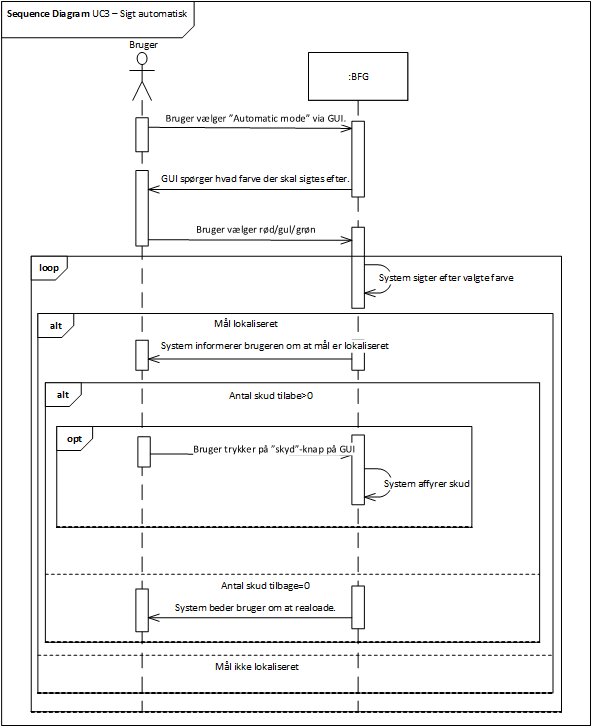 Sequence Diagram UC3 – Sigt automatisk
Bruger
:BFG
Bruger vælger “Automatic mode” via GUI.
GUI spørger hvad farve der skal sigtes efter.
Bruger vælger rød/gul/grøn
loop
System sigter efter valgte farve
alt
Mål lokaliseret
System informerer brugeren om at mål er lokaliseret
alt
Antal skud tilabe>0
opt
Bruger trykker på “skyd”-knap på GUI
System affyrer skud
Antal skud tilbage=0
System beder bruger om at realoade.
Mål ikke lokaliseret